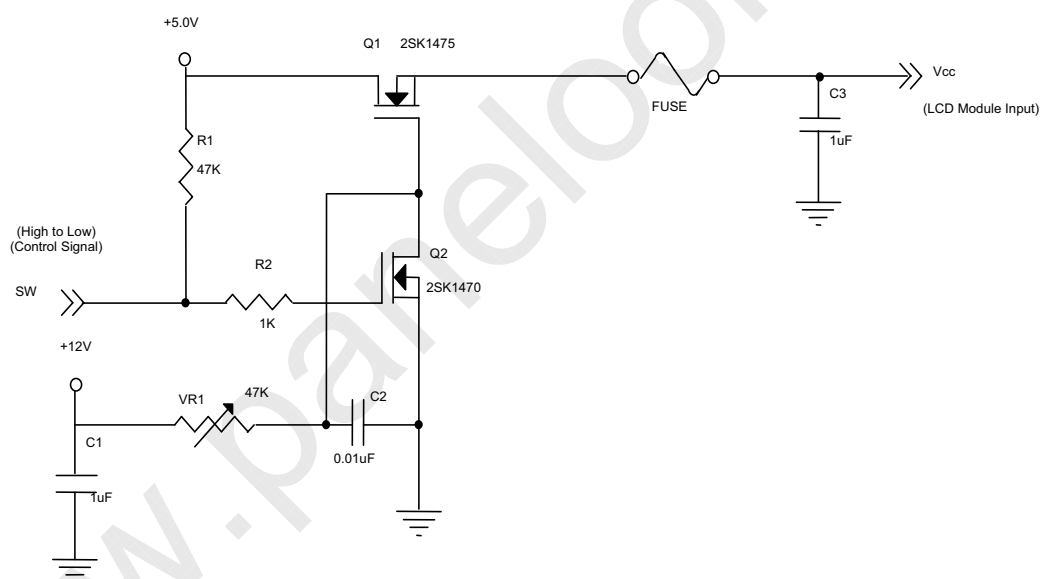 +5.0V
Q1 2SK1475
Vcc
C3
FUSE
(LCD Module Input)
R1
1uF
47K
(High to Low)
(Control Signal)
Q2
R2
SW
2SK1470
1K
+12V
47K
VR1
C2
C1
0.01uF
1uF
w.panelook